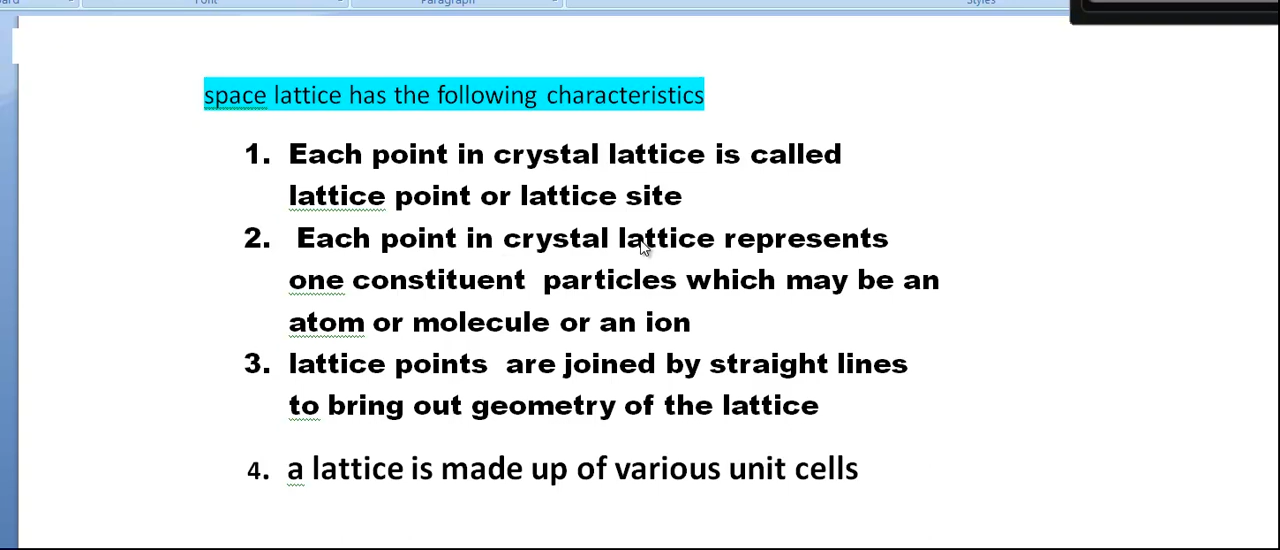 Font
Paragraph
Styles
space lattice has the following characteristics
1. Each point in crystal lattice is called
lattice point or lattice site
2. Each point in crystal lattice represents
one constituent particles which may be an
atom or molecule or an ion
3. lattice points are joined by straight lines
to bring out geometry of the lattice
4. a lattice is made up of various unit cells